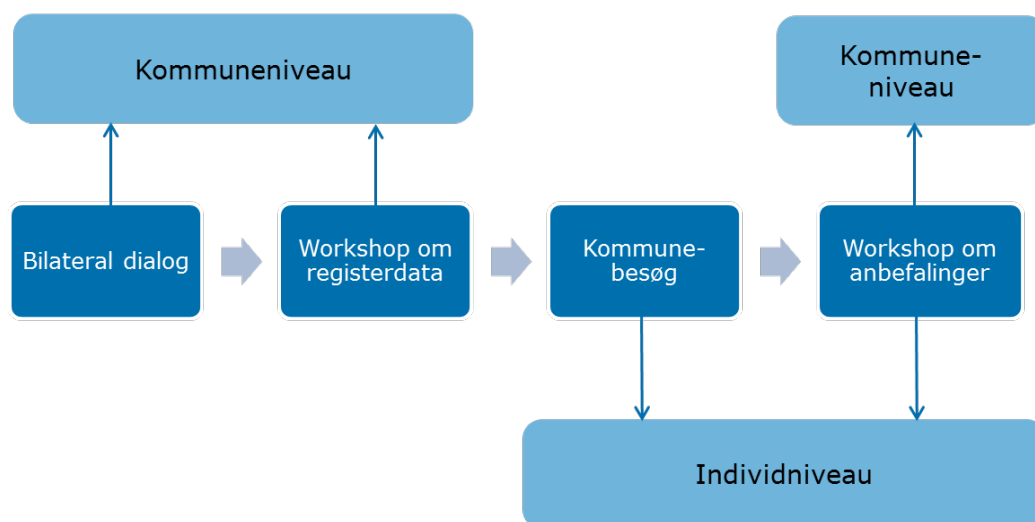 Kommuneniveau
Kommune-
niveau
Bilateral dialog
Workshop om
registerdata
Kommune-
besøg
Workshop om
anbefalinger
Individniveau